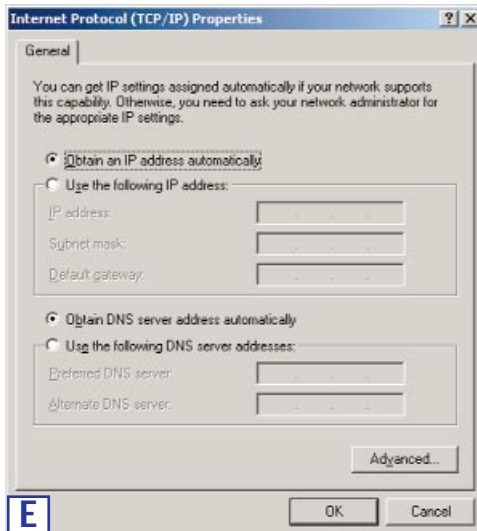 Internet Protocol (TCP/IP) Properties
General
You can get IP settings assigned automatically if your network supports
this capability. Otherwise, you need to ask your network administrator for
the appropriate IP settings.
Obtain an IP address automatically
Use the following IP address:
IP address:
Subnet mask:
Default gateway:
Obtain DNS server address automatically
Use the following DNS server addresses:
Preferred DNS server:
Alternate DNS server:
Advanced...
E
OK Cancel